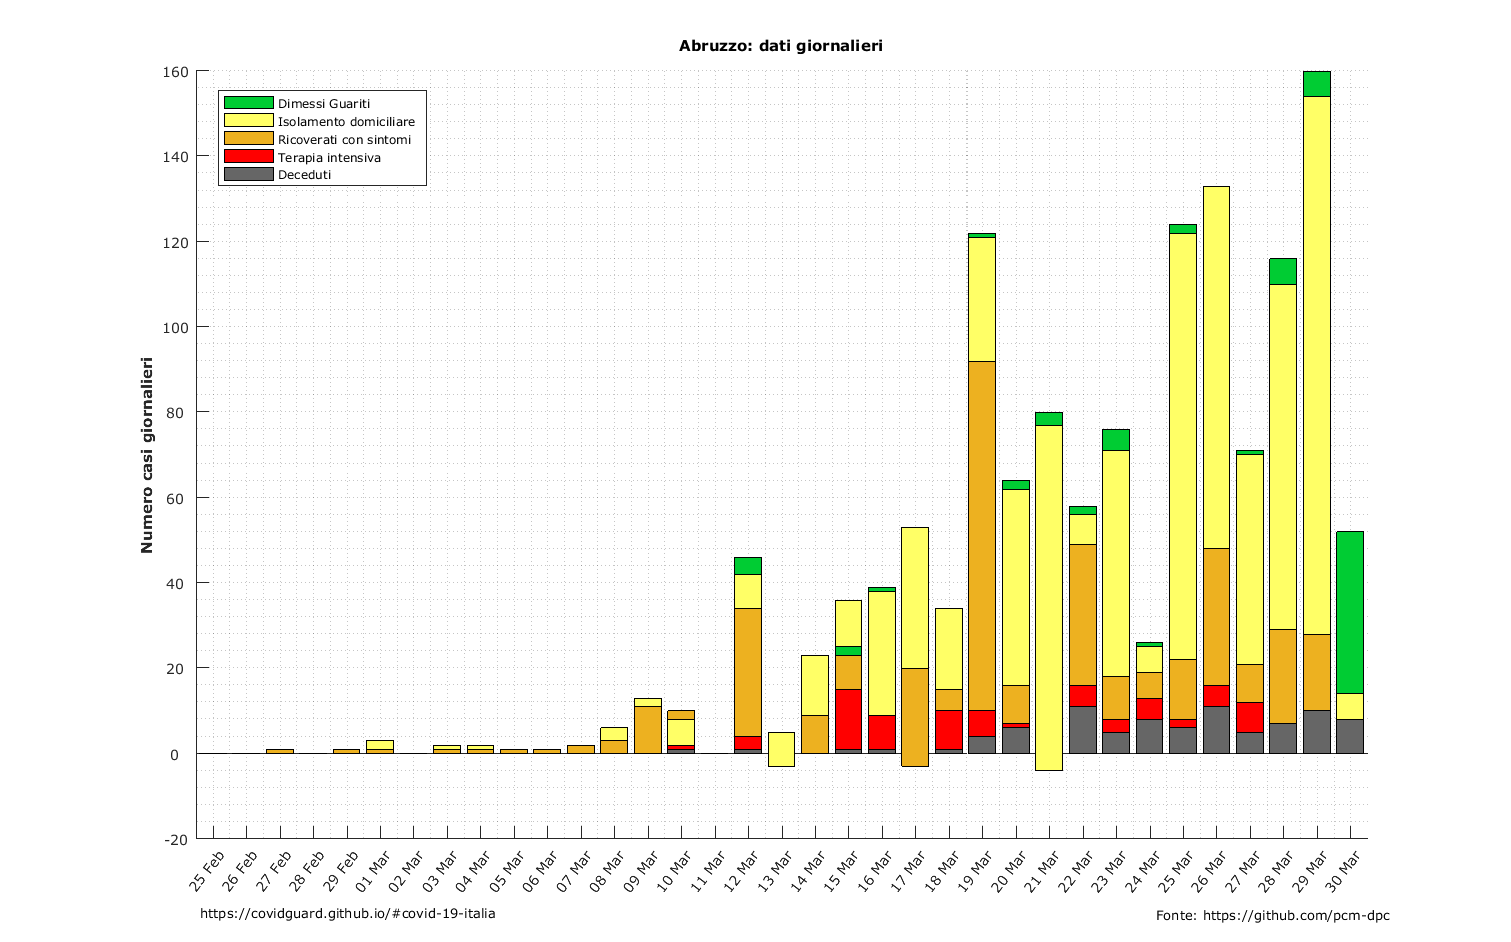 Abruzzo: dati giornalieri
160
140
120
100
80
60
40
20
0
-20
Numero casi giornalieri
Dimessi Guariti
Isolamento domiciliare
Ricoverati con sintomi
Terapia intensiva
Deceduti
25 Feb
26 Feb
27 Feb
28 Feb
29 Feb
01 Mar
02 Mar
03 Mar
04 Mar
05 Mar
06 Mar
07 Mar
08 Mar
09 Mar
10 Mar
11 Mar
12 Mar
13 Mar
14 Mar
15 Mar
16 Mar
17 Mar
18 Mar
19 Mar
20 Mar
21 Mar
22 Mar
23 Mar
24 Mar
25 Mar
26 Mar
27 Mar
28 Mar
29 Mar
30 Mar
https://covidguard.github.io/#covid-19-italia
Fonte: https://github.com/pcm-dpc